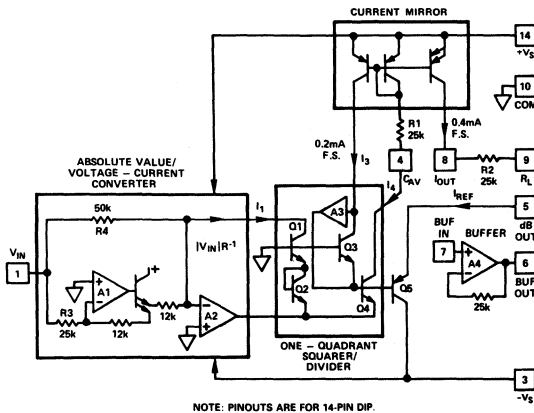 CURRENT MIRROR
14
+VS
10
COM
R1
25k
0.2mA
F.S.
I3
0.4mA
F.S.
4
CAV
I4
8
IOUT
R2
25k
9
RL
IREF
5
dB
OUT
BUF
IN
7
BUFFER
A4
6
BUF
OUT
25k
ABSOLUTE VALUE/
VOLTAGE – CURRENT
CONVERTER
50k
R4
I1
|VIN|R-1
VIN
1
A1
+
–
+
R3
25k
12k
12k
–
A2
+
Q1
Q2
A3
Q3
Q4
Q5
ONE – QUADRANT
SQUARER/
DIVIDER
3
-VS
NOTE: PINOUTS ARE FOR 14-PIN DIP.